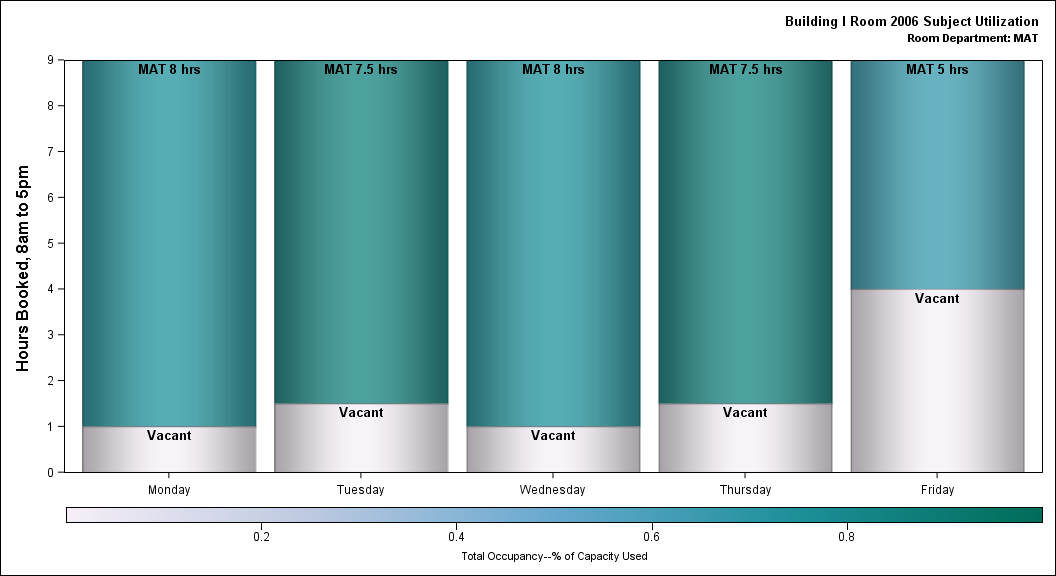 Building I Room 2006 Subject Utilization
Room Department: MAT
Hours Booked, 8am to 5pm
9
8
7
6
5
4
3
2
1
0
MAT 8 hrs
MAT 7.5 hrs
MAT 8 hrs
MAT 7.5 hrs
MAT 5 hrs
Vacant
Vacant
Vacant
Vacant
Vacant
Monday
Tuesday
Wednesday
Thursday
Friday
0.2
0.4
0.6
0.8
Total Occupancy--% of Capacity Used